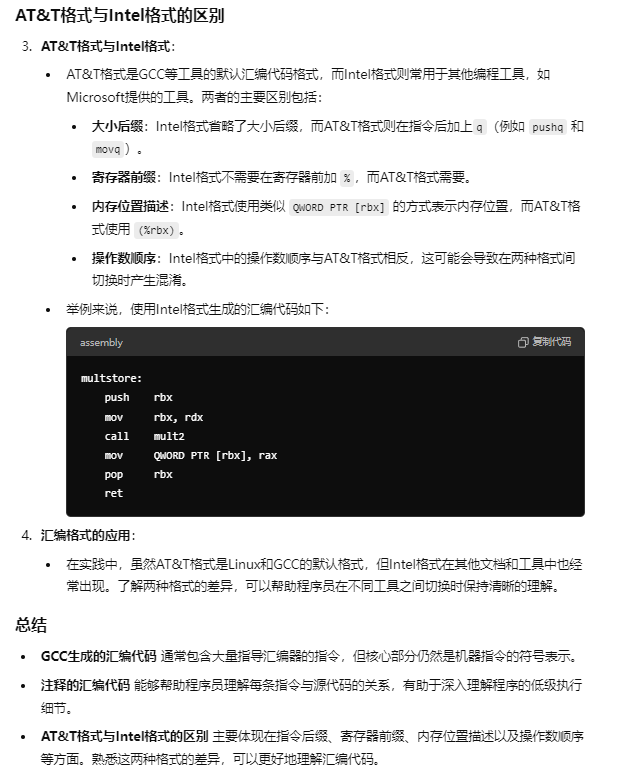 AT&T格式与Intel格式的区别
3. AT&T格式与Intel格式：
AT&T格式是GCC等工具的默认汇编代码格式，而Intel格式则常用于其他编程工具，如
Microsoft提供的工具。两者的主要区别包括：
大小后缀：Intel格式省略了大小后缀，而AT&T格式则在指令后加上 q（例如 pushq 和
movq）。
寄存器前缀：Intel格式不需要在寄存器前加 %，而AT&T格式需要。
内存位置描述：Intel格式使用类似 QWORD PTR [rbx] 的方式表示内存位置，而AT&T格
式使用 (%rbx)。
操作数顺序：Intel格式中的操作数顺序与AT&T格式相反，这可能会导致在两种格式间
切换时产生混淆。
举例来说，使用Intel格式生成的汇编代码如下：
assembly 复制代码
multstore:
push rbx
mov rbx, rdx
call mult2
mov QWORD PTR [rbx], rax
pop rbx
ret
4. 汇编格式的应用：
在实践中，虽然AT&T格式是Linux和GCC的默认格式，但Intel格式在其他文档和工具中也经
常出现。了解两种格式的差异，可以帮助程序员在不同工具之间切换时保持清晰的理解。
总结
GCC生成的汇编代码 通常包含大量指导汇编器的指令，但核心部分仍然是机器指令的符号表示。
注释的汇编代码 能够帮助程序员理解每条指令与源代码的关系，有助于深入理解程序的低级执行
细节。
AT&T格式与Intel格式的区别 主要体现在指令后缀、寄存器前缀、内存位置描述以及操作数顺序
等方面。熟悉这两种格式的差异，可以更好地理解汇编代码。